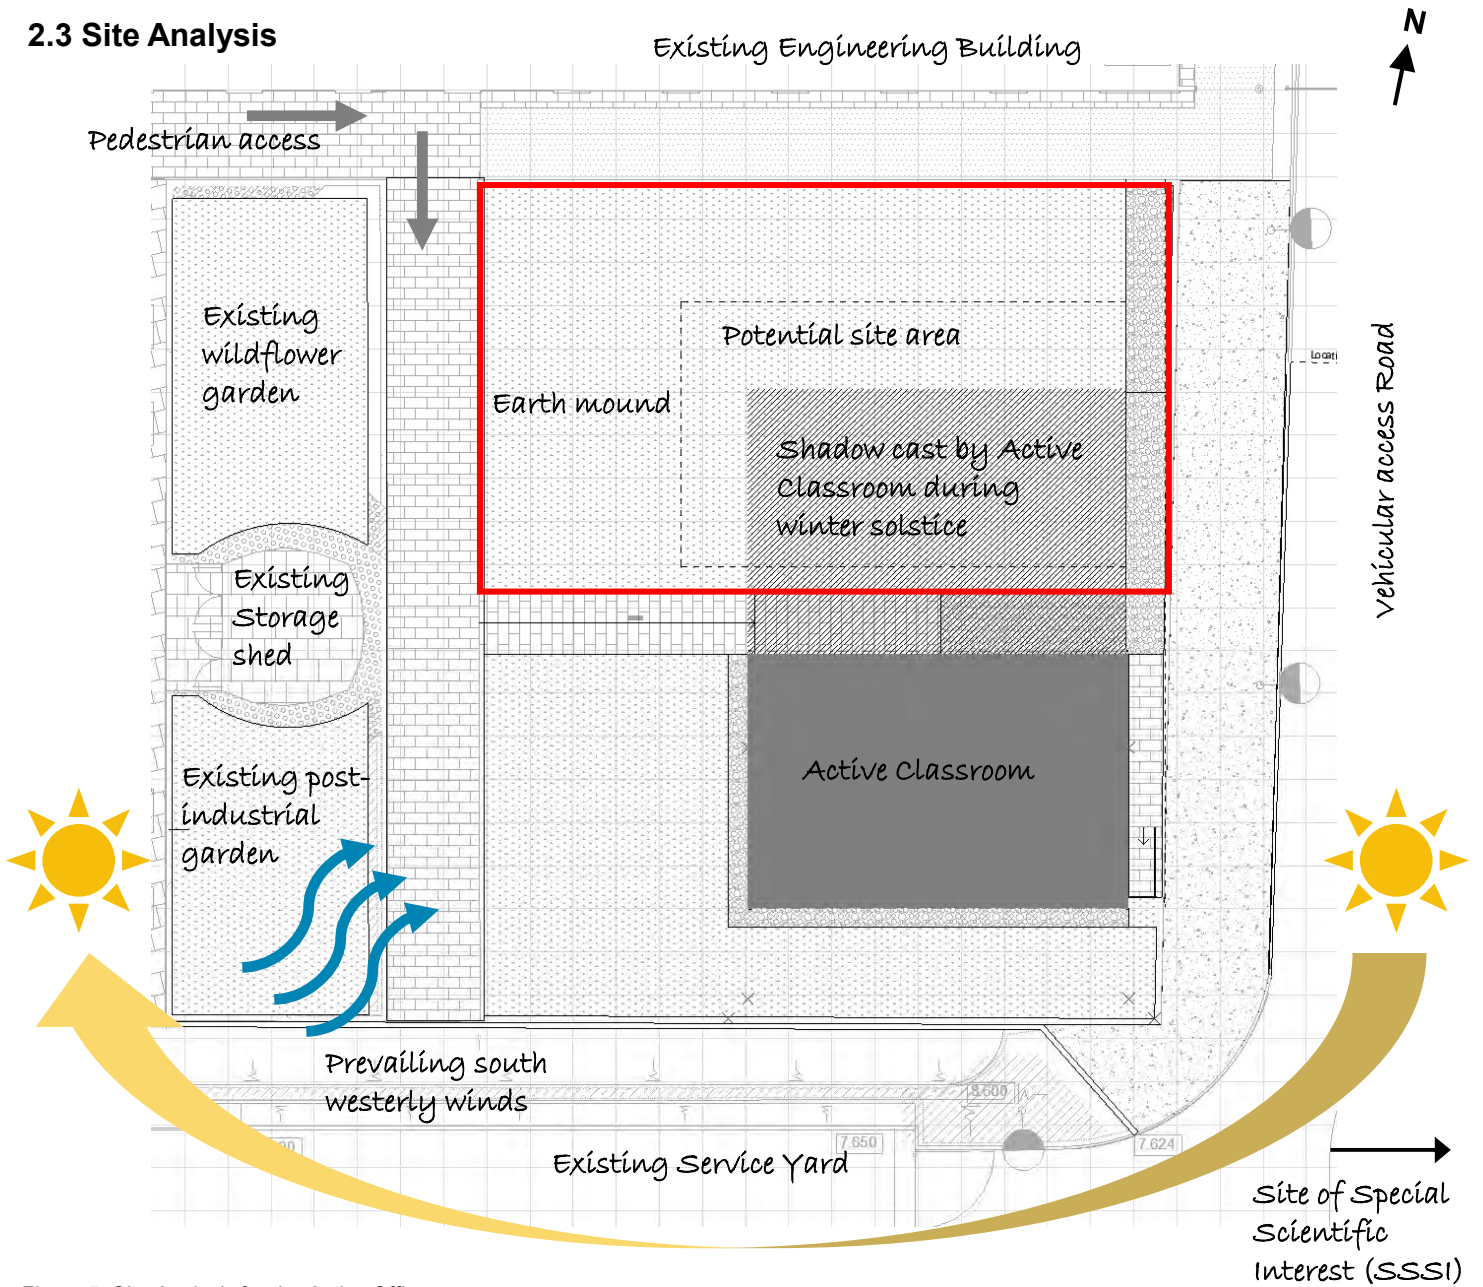 2.3 Site Analysis
N
Existing Engineering Building
Pedestrian access
Existing
wildflower
garden
Potential site area
Earth mound
Shadow cast by Active
Classroom during
winter solstice
Vehicular access Road
Existing
Storage
shed
Active Classroom
Existing post-
industrial
garden
Prevailing south
westerly winds
8.600
7.650
7.624
Existing Service Yard
Site of Special
Scientific
Interest (SSSI)